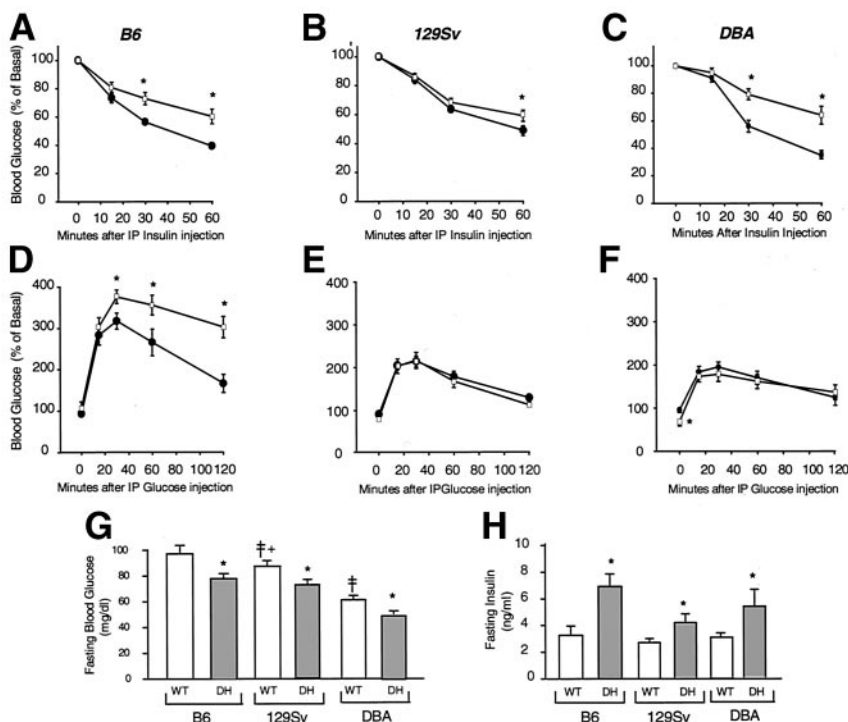 A
B6
B
129Sv
C
DBA
Blood Glucose (% of Basal)
100
80
60
40
20
0
*
*
0 10 20 30 40 50 60
Minutes after IP Insulin injection
100
80
60
40
20
0
*
0 10 20 30 40 50 60
Minutes after IP Insulin injection
100
80
60
40
20
0
*
*
0 10 20 30 40 50 60
Minutes After Insulin Injection
D
Blood Glucose (% of Basal)
400
300
200
100
0
*
*
*
0 20 40 60 80 100 120
Minutes after IP Glucose injection
E
400
300
200
100
0
0 20 40 60 80 100 120
Minutes after IPGlucose injection
F
400
300
200
100
0
*
0 20 40 60 80 100 120
Minutes after IP Glucose injection
G
Fasting Blood Glucose
(mg/dl)
100
80
60
40
20
0
*
‡ +
*
‡
*
WT DH WT DH WT DH
B6 129Sv DBA
H
Fasting Insulin
(ng/ml)
10
8
6
4
2
0
*
*
*
WT DH WT DH WT DH
B6 129Sv DBA